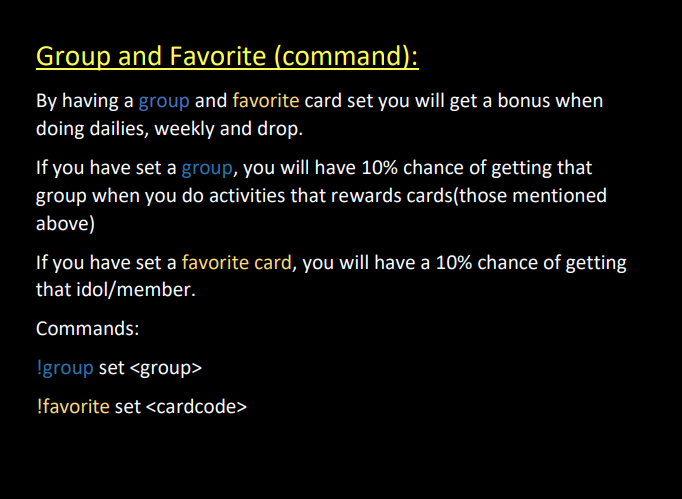 Group and Favorite (command):
By having a group and favorite card set you will get a bonus when
doing dailies, weekly and drop.
If you have set a group, you will have 10% chance of getting that
group when you do activities that rewards cards(those mentioned
above)
If you have set a favorite card, you will have a 10% chance of getting
that idol/member.
Commands:
!group set <group>
!favorite set <cardcode>